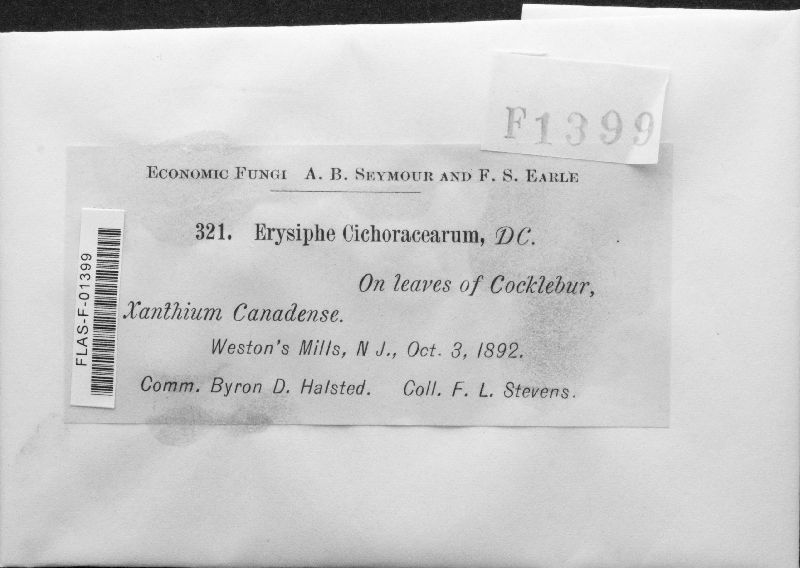 F1399
ECONOMIC FUNGI A. B. SEYMOUR AND F. S. EARLE
321. Erysiphe Cichoracearum, DC.
On leaves of Cocklebur,
Xanthium Canadense.
Weston's Mills, N J., Oct. 3, 1892.
Comm. Byron D. Halsted. Coll. F. L. Stevens.
FLAS-F-01399